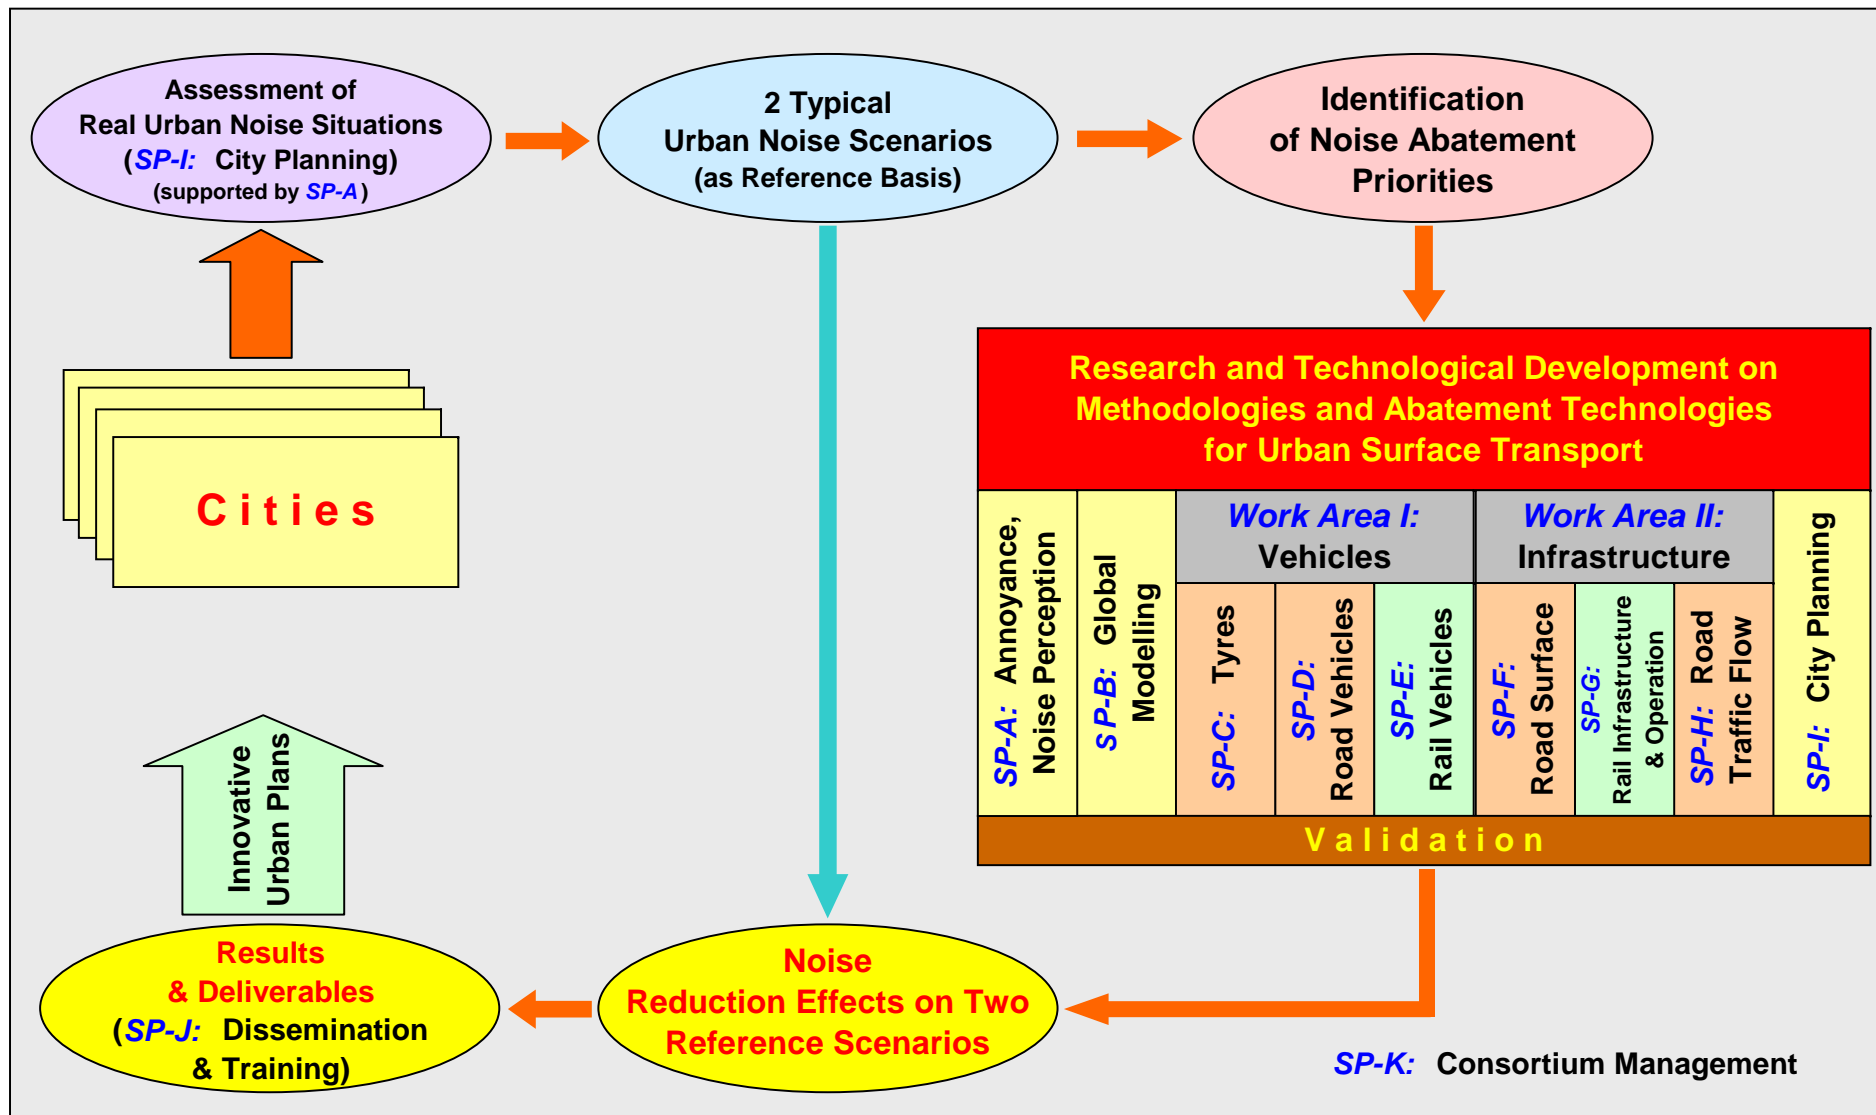 Assessment of
Real Urban Noise Situations
(SP-I: City Planning)
(supported by SP-A)
2 Typical
Urban Noise Scenarios
(as Reference Basis)
Identification
of Noise Abatement
Priorities
Research and Technological Development on
Methodologies and Abatement Technologies
for Urban Surface Transport
Cities
Work Area I:
Vehicles
Work Area II:
Infrastructure
SP-A: Annoyance,
Noise Perception
SP-B: Global
Modelling
SP-C: Tyres
SP-D:
Road Vehicles
SP-E:
Rail Vehicles
SP-F:
Road Surface
SP-G:
Rail Infrastructure
& Operation
SP-H: Road
Traffic Flow
SP-I: City Planning
Validation
Innovative
Urban Plans
Results
& Deliverables
(SP-J: Dissemination
& Training)
Noise
Reduction Effects on Two
Reference Scenarios
SP-K: Consortium Management